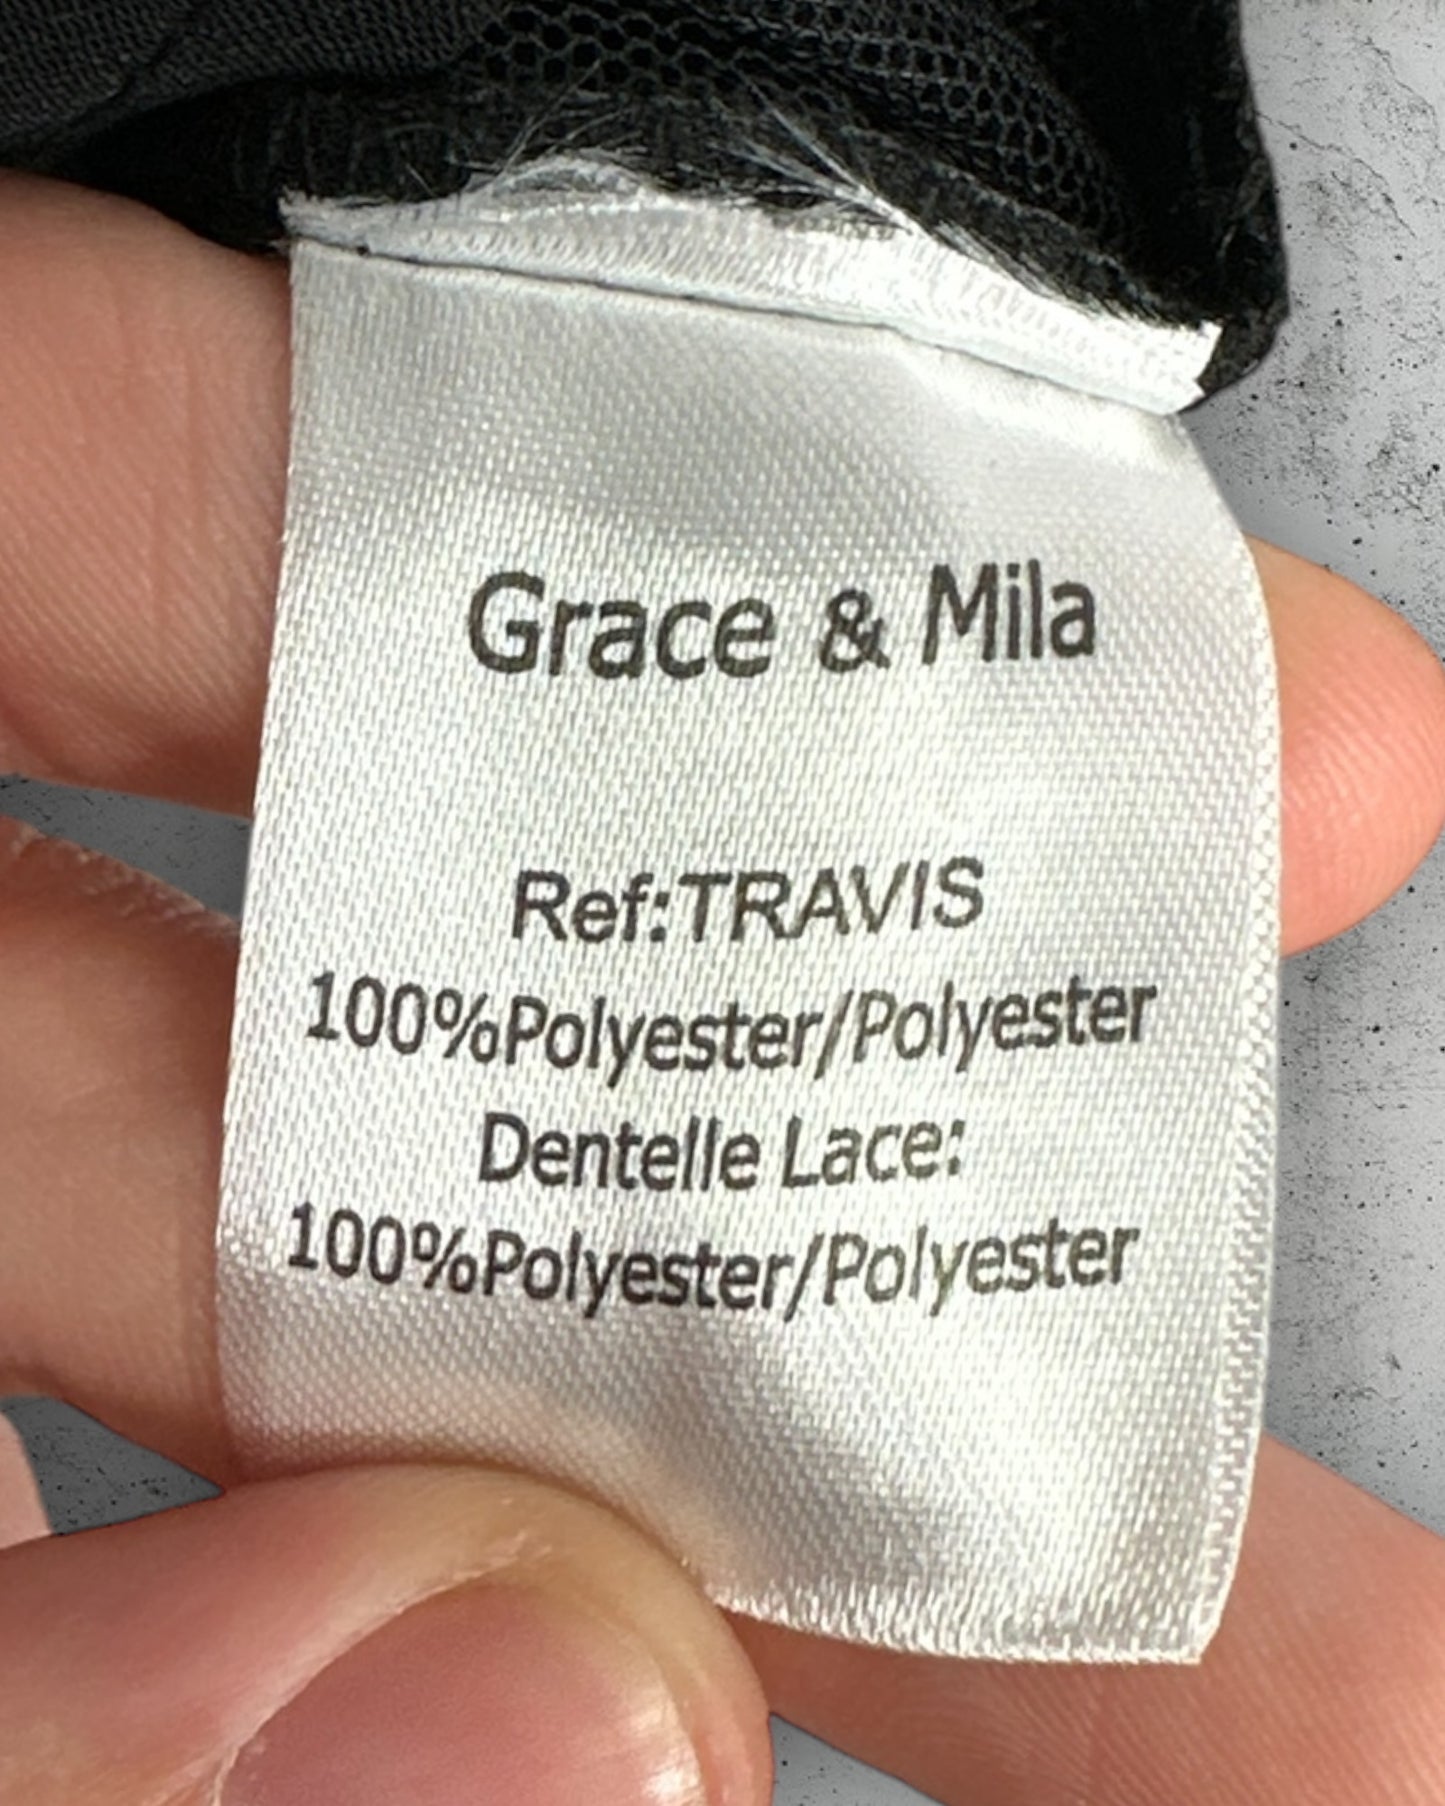 Grace & Mila
Ref:TRAVIS
100%Polyester/Polyester
Dentelle Lace:
100%Polyester/Polyester